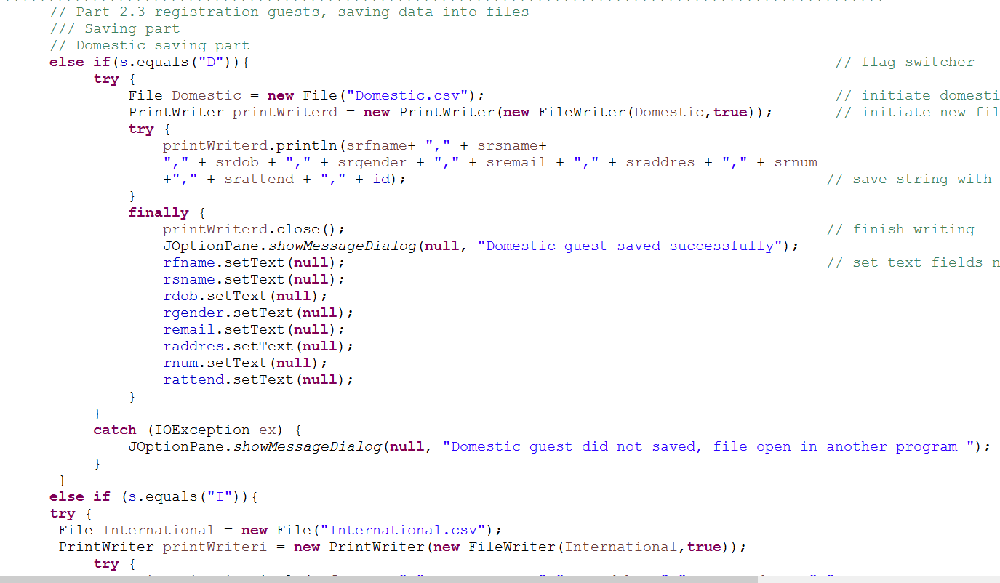 // Part 2.3 registration guests, saving data into files
/// Saving part
// Domestic saving part
else if(s.equals("D")){ // flag switcher
try {
File Domestic = new File("Domestic.csv"); // initiate domesti
PrintWriter printWriterd = new PrintWriter(new FileWriter(Domestic,true)); // initiate new fil
try {
printWriterd.println(srfname+ "," + srsname+
"," + srdob + "," + srgender + "," + sremail + "," + sraddres + "," + srnum
+"," + srattend + "," + id); // save string with
}
finally {
printWriterd.close(); // finish writing
JOptionPane.showMessageDialog(null, "Domestic guest saved successfully");
rfname.setText(null); // set text fields n
rsname.setText(null);
rdob.setText(null);
rgender.setText(null);
remail.setText(null);
raddres.setText(null);
rnum.setText(null);
rattend.setText(null);
}
}
catch (IOException ex) {
JOptionPane.showMessageDialog(null, "Domestic guest did not saved, file open in another program ");
}
}
else if (s.equals("I")){
try {
File International = new File("International.csv");
PrintWriter printWriteri = new PrintWriter(new FileWriter(International,true));
try {